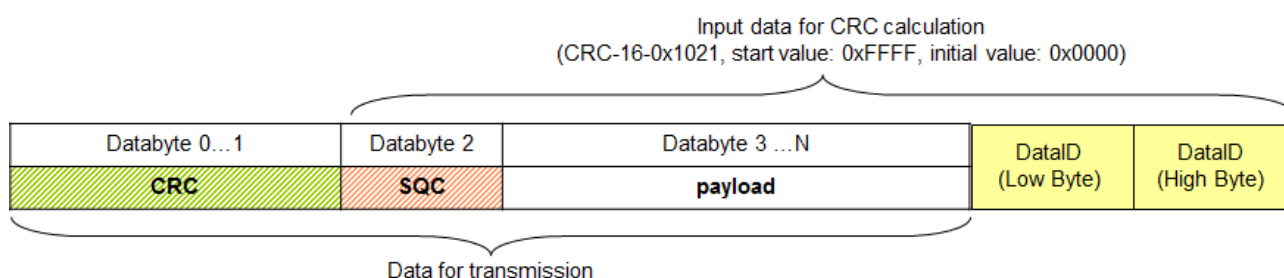 Input data for CRC calculation
(CRC-16-0x1021, start value: 0xFFFF, initial value: 0x0000)
Databyte 0...1
Databyte 2
Databyte 3 ...N
DataID
(Low Byte)
DataID
(High Byte)
CRC
SQC
payload
Data for transmission